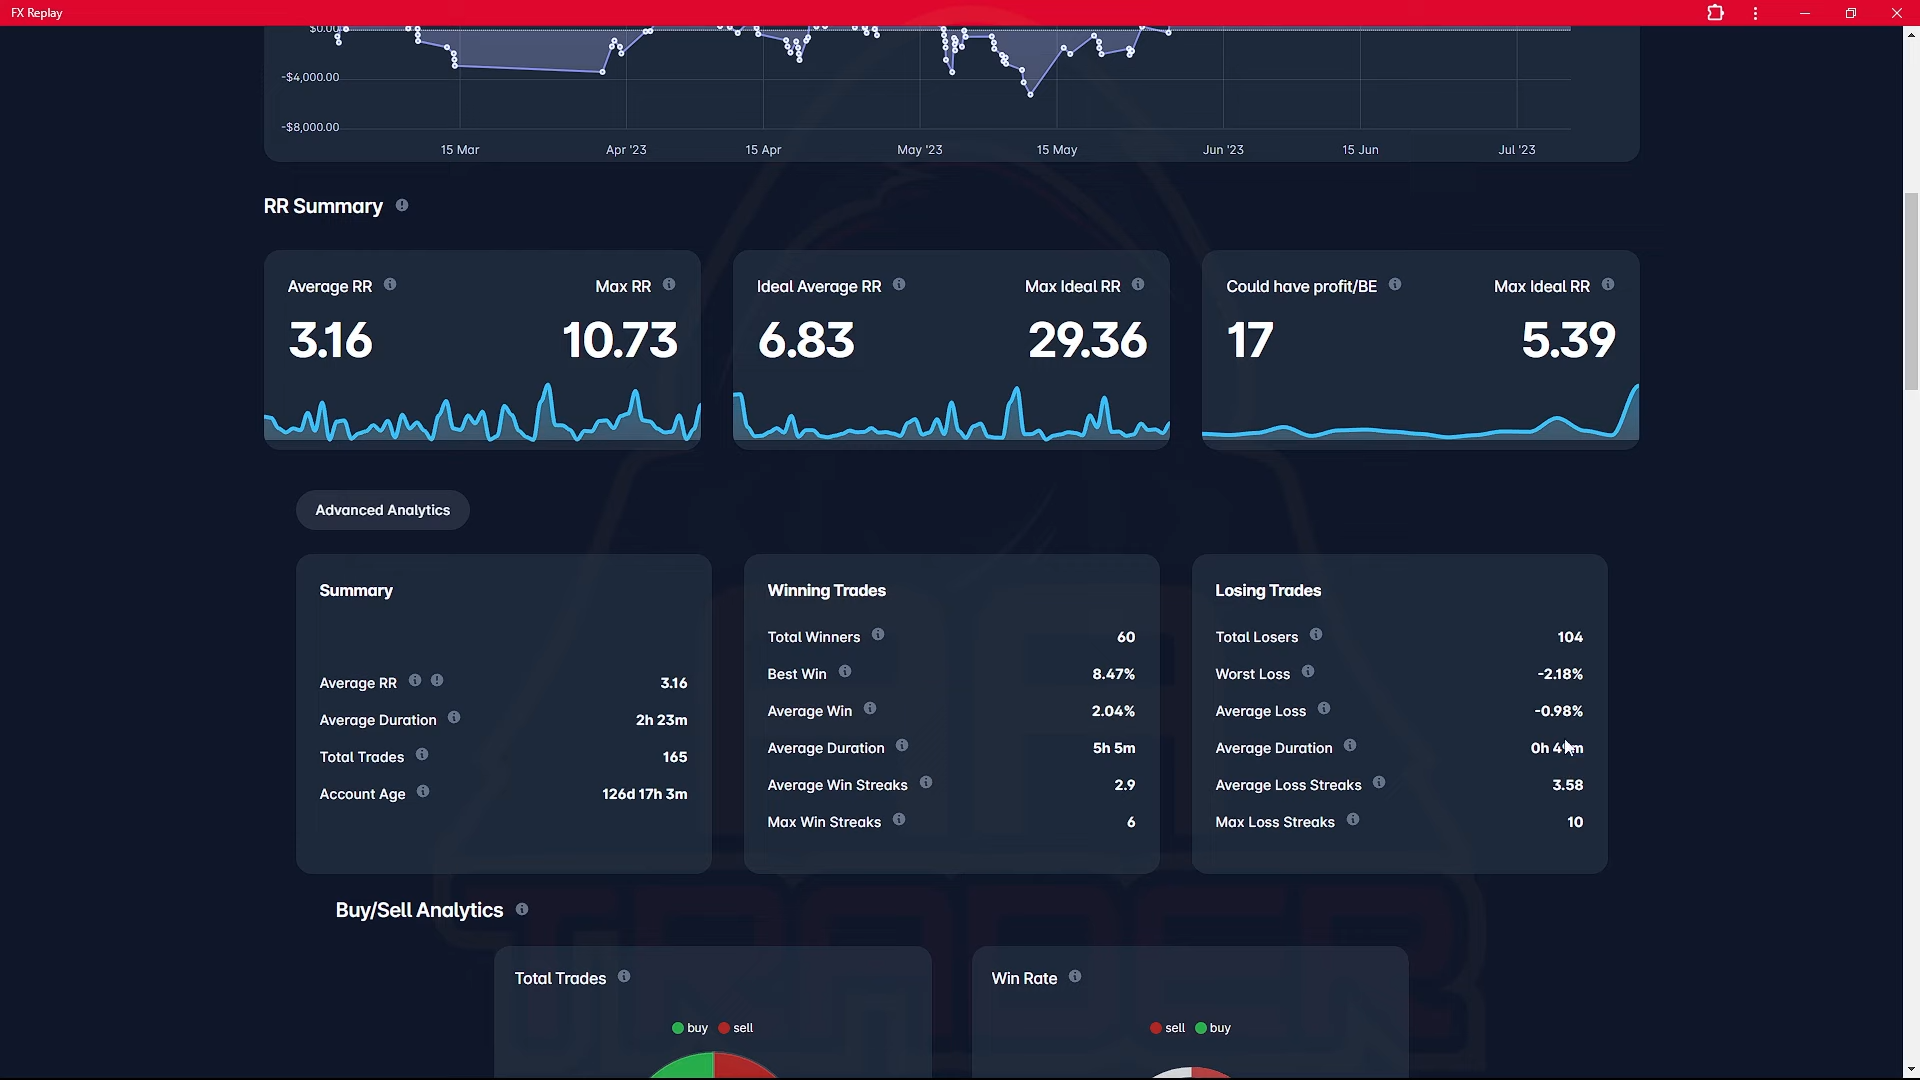 FX Replay
$0.00
-$4,000.00
-$8,000.00
15 Mar Apr '23 15 Apr May '23 15 May Jun '23 15 Jun Jul '23
RR Summary
Average RR Max RR
3.16 10.73
Ideal Average RR Max Ideal RR
6.83 29.36
Could have profit/BE Max Ideal RR
17 5.39
Advanced Analytics
Summary
Average RR 3.16
Average Duration 2h 23m
Total Trades 165
Account Age 126d 17h 3m
Winning Trades
Total Winners 60
Best Win 8.47%
Average Win 2.04%
Average Duration 5h 5m
Average Win Streaks 2.9
Max Win Streaks 6
Losing Trades
Total Losers 104
Worst Loss -2.18%
Average Loss -0.98%
Average Duration 0h
Average Loss Streaks 3.58
Max Loss Streaks 10
Buy/Sell Analytics
Total Trades
buy sell
Win Rate
sell buy
TRADER